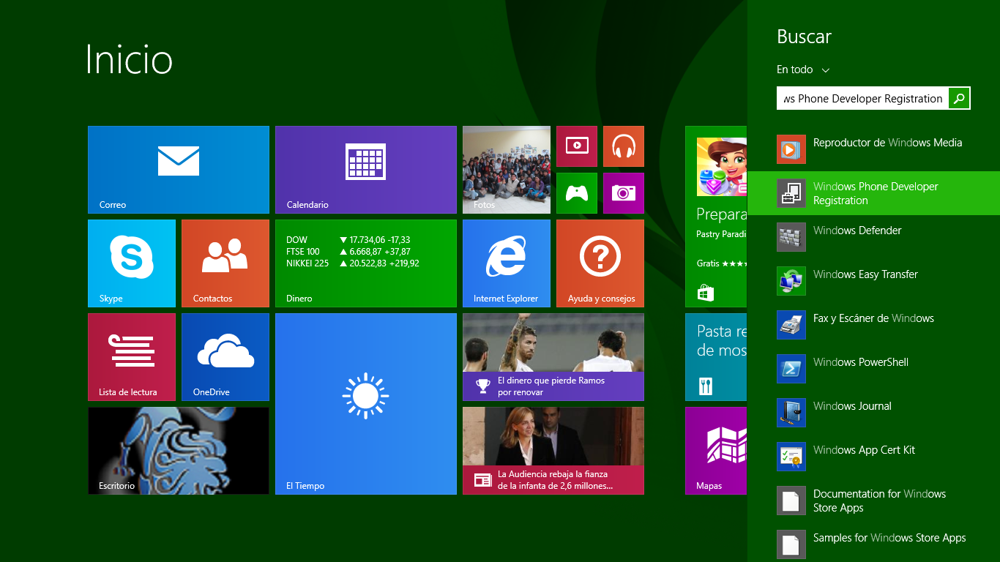 Inicio
Correo
Calendario
Fotos
Skype
Contactos
DOW ▼ 17.734,06 -17,33
FTSE 100 ▲ 6.668,87 +37,87
NIKKEI 225 ▲ 20.522,83 +219,92
Dinero
Internet Explorer
Ayuda y consejos
Lista de lectura
OneDrive
El Tiempo
El dinero que pierde Ramos
por renovar
Escritorio
La Audiencia rebaja la fianza
de la infanta de 2,6 millones...
Prepara
Pastry Paradi
Gratis ★★★★
Pasta re
de mos
Mapas
Buscar
En todo
ws Phone Developer Registration
Reproductor de Windows Media
Windows Phone Developer
Registration
Windows Defender
Windows Easy Transfer
Fax y Escáner de Windows
Windows PowerShell
Windows Journal
Windows App Cert Kit
Documentation for Windows
Store Apps
Samples for Windows Store Apps